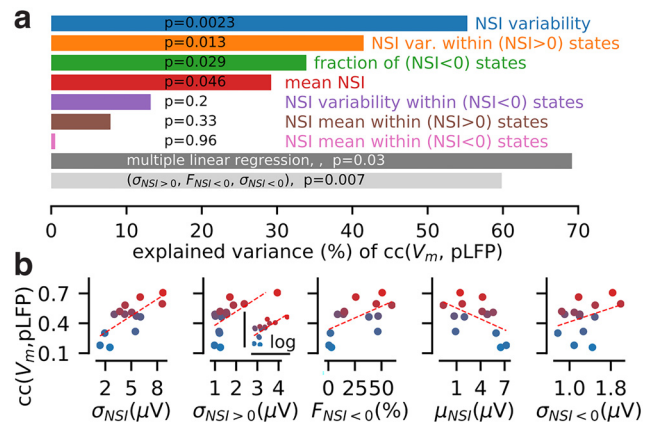 a
p=0.0023 NSI variability
p=0.013 NSI var. within (NSI>0) states
p=0.029 fraction of (NSI<0) states
p=0.046 mean NSI
p=0.2 NSI variability within (NSI<0) states
p=0.33 NSI mean within (NSI>0) states
p=0.96 NSI mean within (NSI<0) states
multiple linear regression, , p=0.03
(σNSI>0, FNSI<0, σNSI<0), p=0.007
0 10 20 30 40 50 60 70
explained variance (%) of cc(Vm, pLFP)
b
cc(Vm,pLFP)
0.7
0.4
0.1
log
2 5 8 1 2 3 4 0 25 50 1 4 7 1.0 1.8
σNSI(μV) σNSI>0(μV) FNSI<0(%) μNSI(μV) σNSI<0(μV)